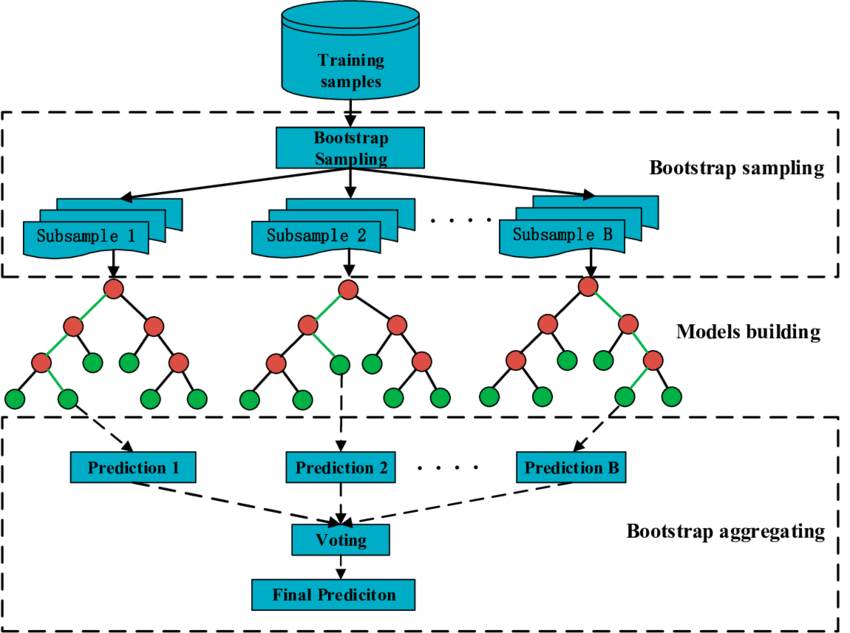 Training
samples
Bootstrap
Sampling
Bootstrap sampling
Subsample 1
Subsample 2
Subsample B
Models building
Prediction 1
Prediction 2
Prediction B
Voting
Bootstrap aggregating
Final Prediciton